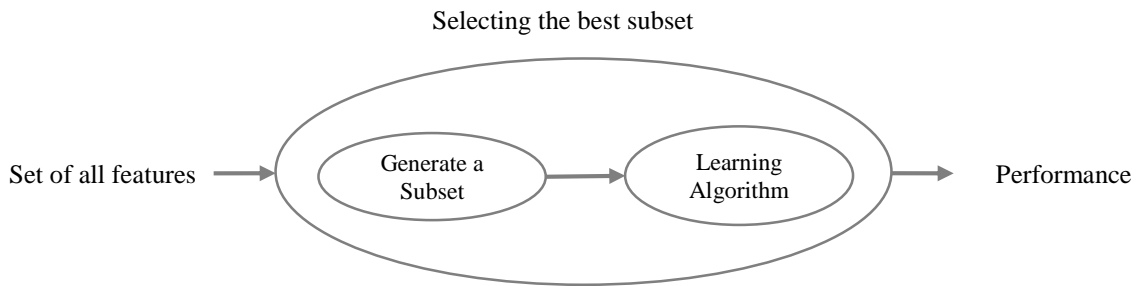 Selecting the best subset
Set of all features
Generate a
Subset
Learning
Algorithm
Performance